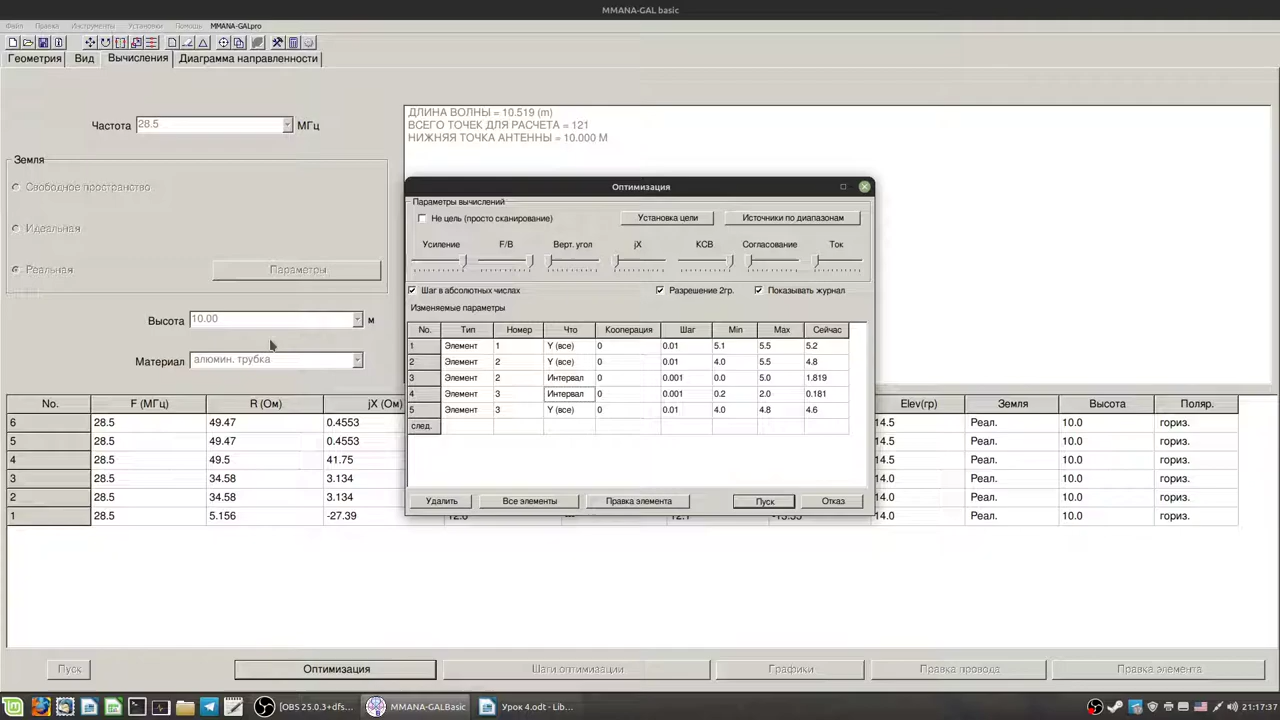 MMANA-GAL basic
Файл Правка Инструменты Установки Помощь MMANA-GALpro
Геометрия Вид Вычисления Диаграмма направленности
Частота 28.5 МГц
Земля
Свободное пространство
Идеальная
Реальная Параметры
Высота 10.00 м
Материал алюмин. трубка
ДЛИНА ВОЛНЫ = 10.519 (m)
ВСЕГО ТОЧЕК ДЛЯ РАСЧЕТА = 121
НИЖНЯЯ ТОЧКА АНТЕННЫ = 10.000 М
Оптимизация
Параметры вычислений
Не цель (просто сканирование) Установка цели Источники по диапазонам
Усиление F/B Верт. угол jX КСВ Согласование Ток
Шаг в абсолютных числах Разрешение 2гр. Показывать журнал
Изменяемые параметры
No. Тип Номер Что Кооперация Шаг Min Max Сейчас
1 Элемент 1 Y (все) 0 0.01 5.1 5.5 5.2
2 Элемент 2 Y (все) 0 0.01 4.0 5.5 4.8
3 Элемент 2 Интервал 0 0.001 0.0 5.0 1.819
4 Элемент 3 Интервал 0 0.001 0.2 2.0 0.181
5 Элемент 3 Y (все) 0 0.01 4.0 4.8 4.6
след.
Удалить Все элементы Правка элемента Пуск Отказ
No. F (МГц) R (Ом) jX (Ом) Elev(гр) Земля Высота Поляр.
6 28.5 49.47 0.4553 14.5 Реал. 10.0 гориз.
5 28.5 49.47 0.4553 14.5 Реал. 10.0 гориз.
4 28.5 49.5 41.75 14.5 Реал. 10.0 гориз.
3 28.5 34.58 3.134 14.0 Реал. 10.0 гориз.
2 28.5 34.58 3.134 14.0 Реал. 10.0 гориз.
1 28.5 5.156 -27.39 14.0 Реал. 10.0 гориз.
Пуск Оптимизация Шаги оптимизации Графики Правка провода Правка элемента
[OBS 25.0.3+dfs... MMANA-GALBasic Урок 4.odt - Lib... 21:17:37